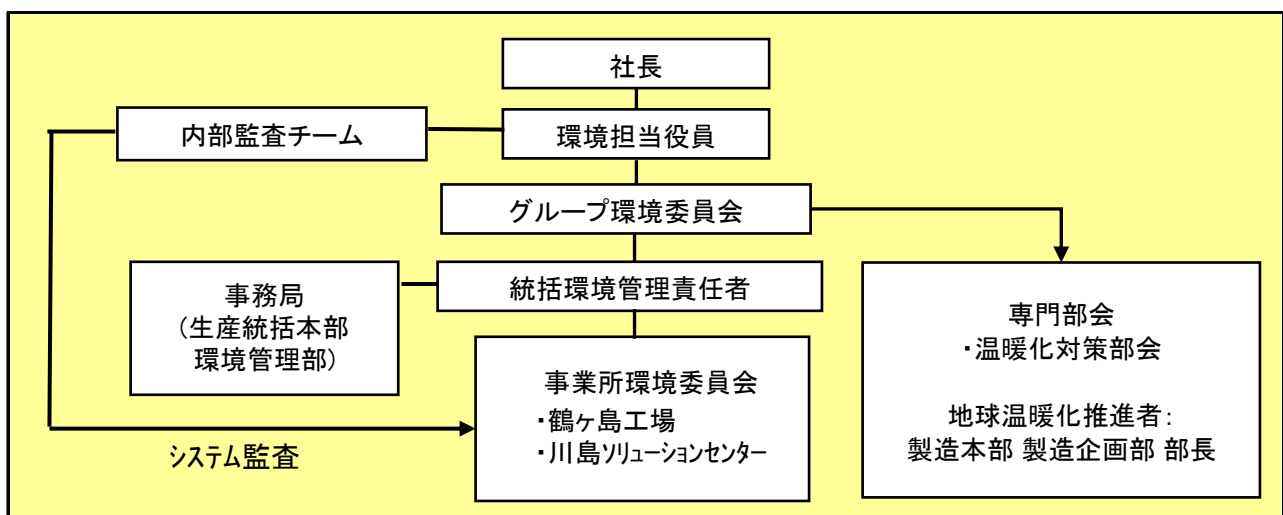 社長
内部監査チーム
環境担当役員
グループ環境委員会
統括環境管理責任者
事務局
（生産統括本部
環境管理部）
専門部会
・温暖化対策部会
地球温暖化推進者：
製造本部 製造企画部 部長
事業所環境委員会
・鶴ヶ島工場
・川島ｿﾘｭｰｼｮﾝｾﾝﾀｰ
ｼｽﾃﾑ監査